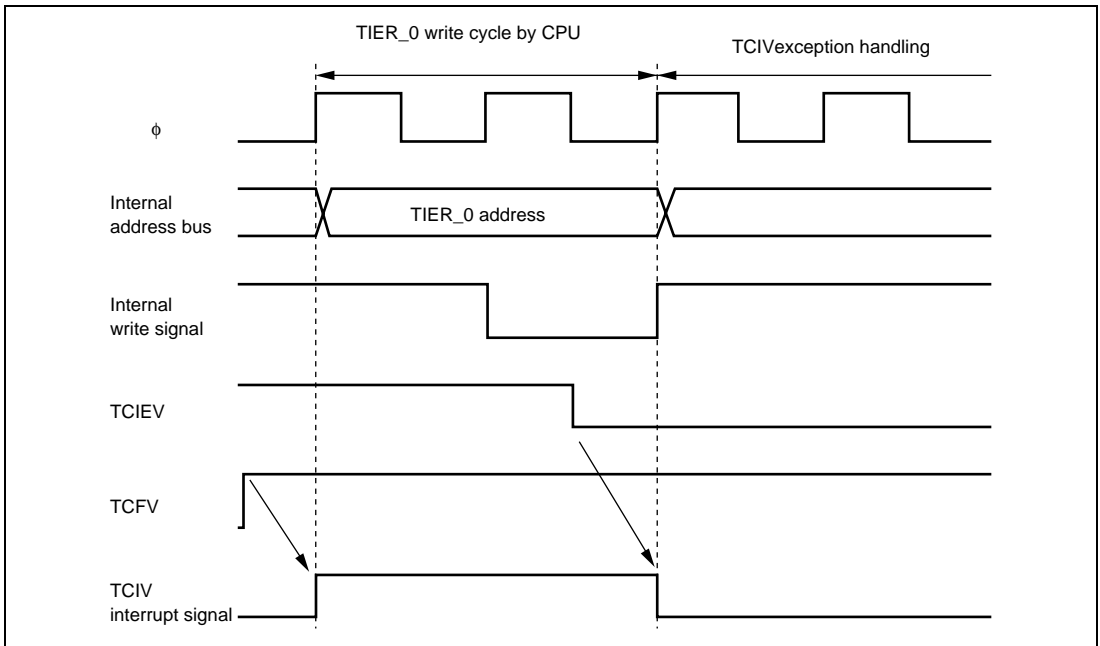 TIER_0 write cycle by CPU
TCIVexception handling
ϕ
Internal
address bus
TIER_0 address
Internal
write signal
TCIEV
TCFV
TCIV
interrupt signal